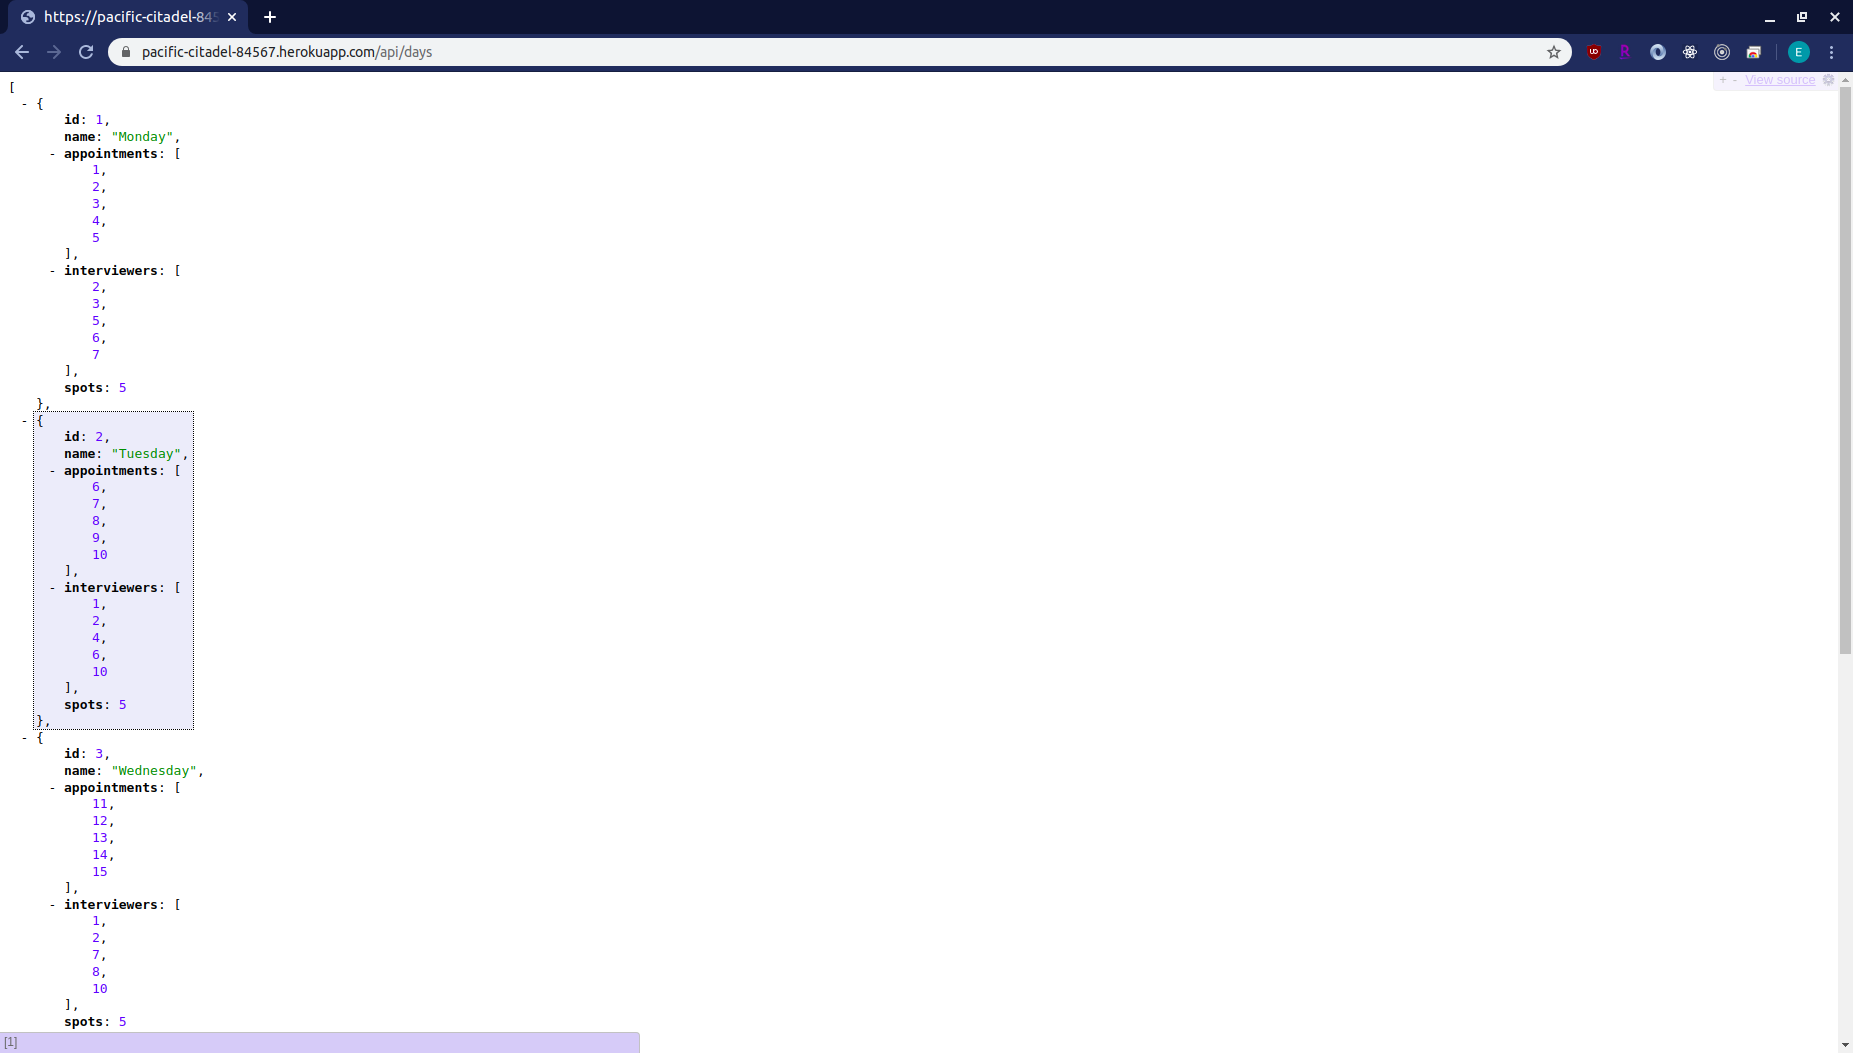 https://pacific-citadel-845
pacific-citadel-84567.herokuapp.com/api/days
E
+ - View source
[
- {
id: 1,
name: "Monday",
- appointments: [
1,
2,
3,
4,
5
],
- interviewers: [
2,
3,
5,
6,
7
],
spots: 5
},
- {
id: 2,
name: "Tuesday",
- appointments: [
6,
7,
8,
9,
10
],
- interviewers: [
1,
2,
4,
6,
10
],
spots: 5
},
- {
id: 3,
name: "Wednesday",
- appointments: [
11,
12,
13,
14,
15
],
- interviewers: [
1,
2,
7,
8,
10
],
spots: 5
[1]